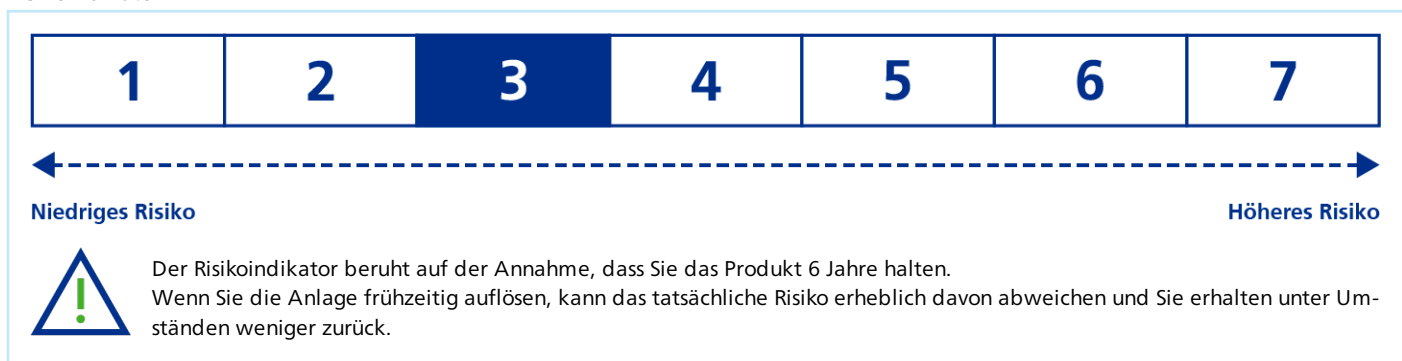 1 2 3 4 5 6 7
Niedriges Risiko Höheres Risiko
Der Risikoindikator beruht auf der Annahme, dass Sie das Produkt 6 Jahre halten.
Wenn Sie die Anlage frühzeitig auflösen, kann das tatsächliche Risiko erheblich davon abweichen und Sie erhalten unter Um-
ständen weniger zurück.